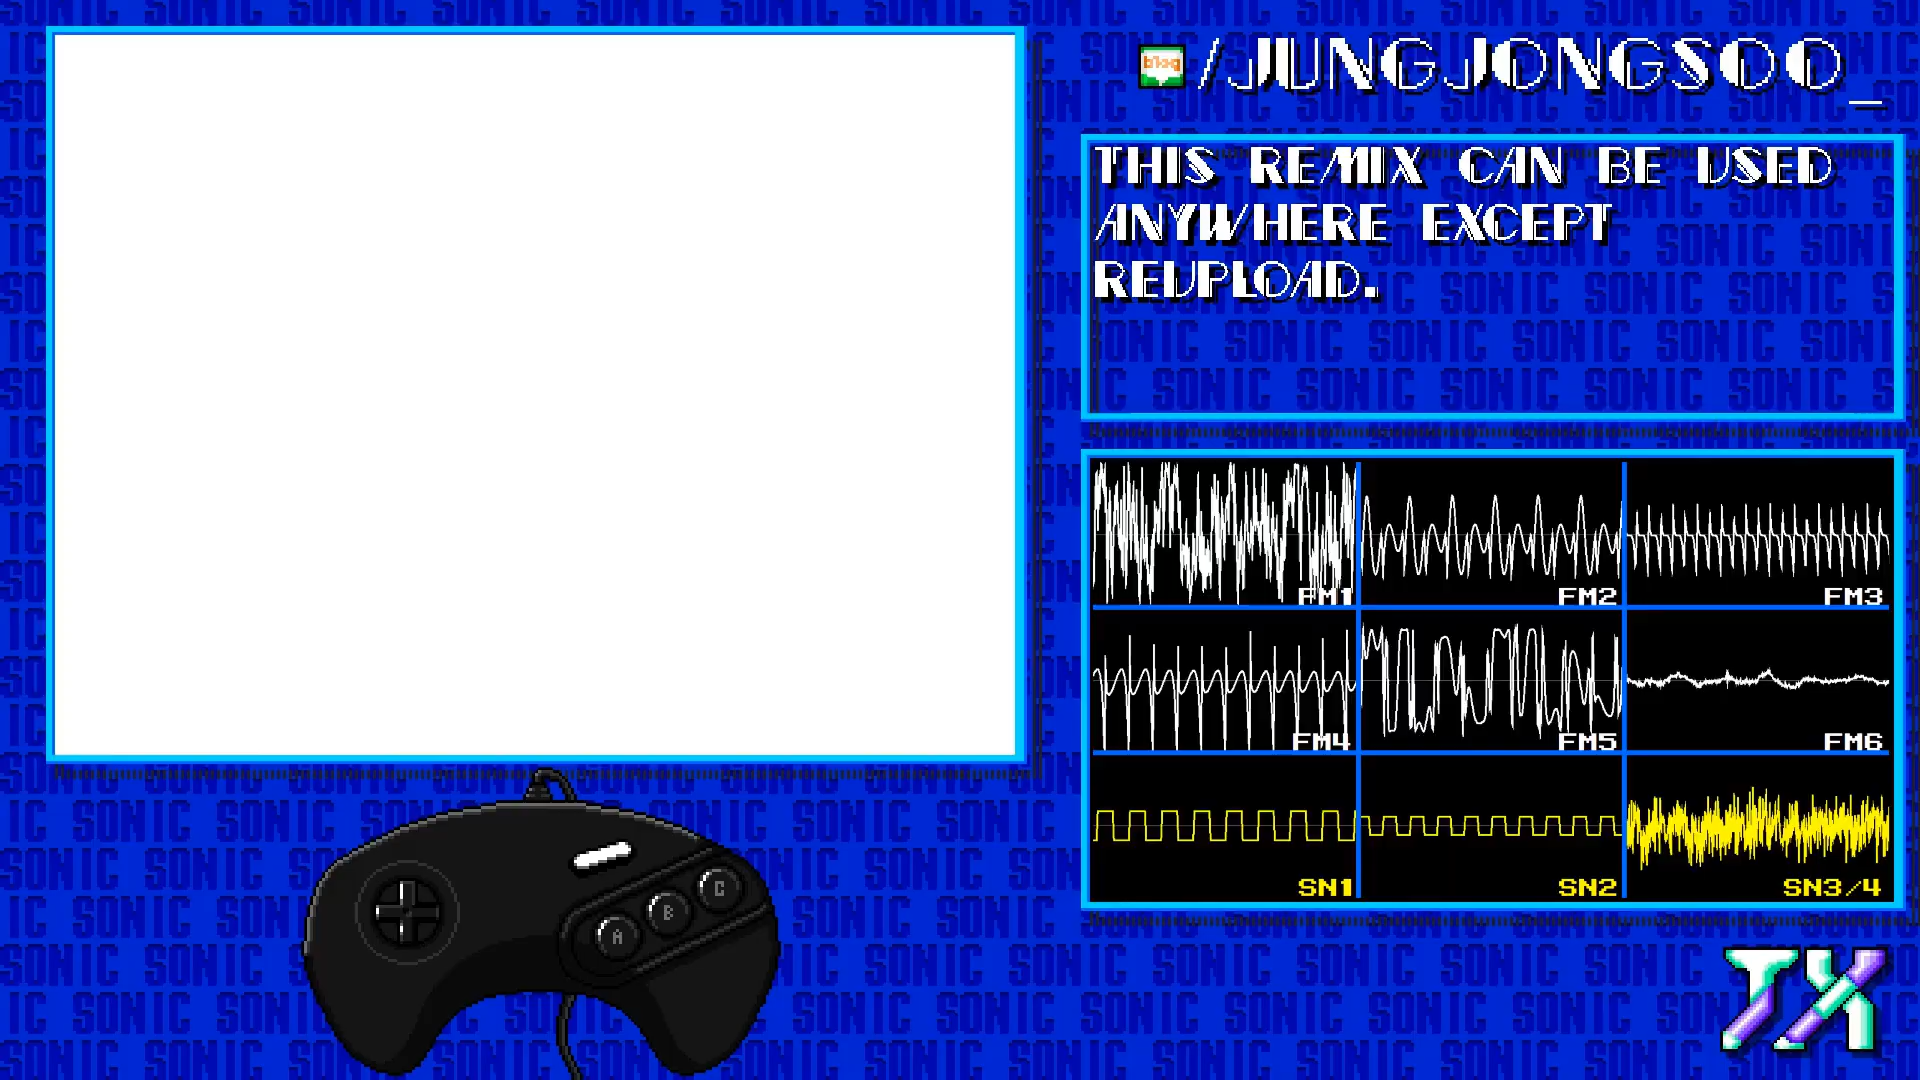 blog /JUNGJONGSOO_
THIS REMIX CAN BE USED
ANYWHERE EXCEPT
REUPLOAD.
FM1 FM2 FM3
FM4 FM5 FM6
SN1 SN2 SN3/4
A B C
TX
SONIC